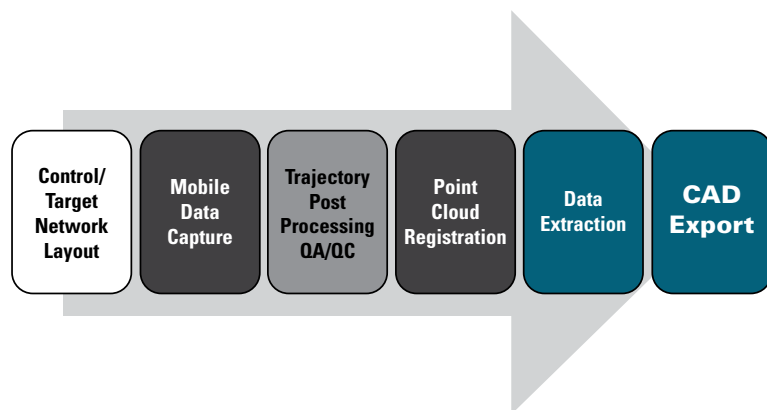 Control/
Target
Network
Layout
Mobile
Data
Capture
Trajectory
Post
Processing
QA/QC
Point
Cloud
Registration
Data
Extraction
CAD
Export